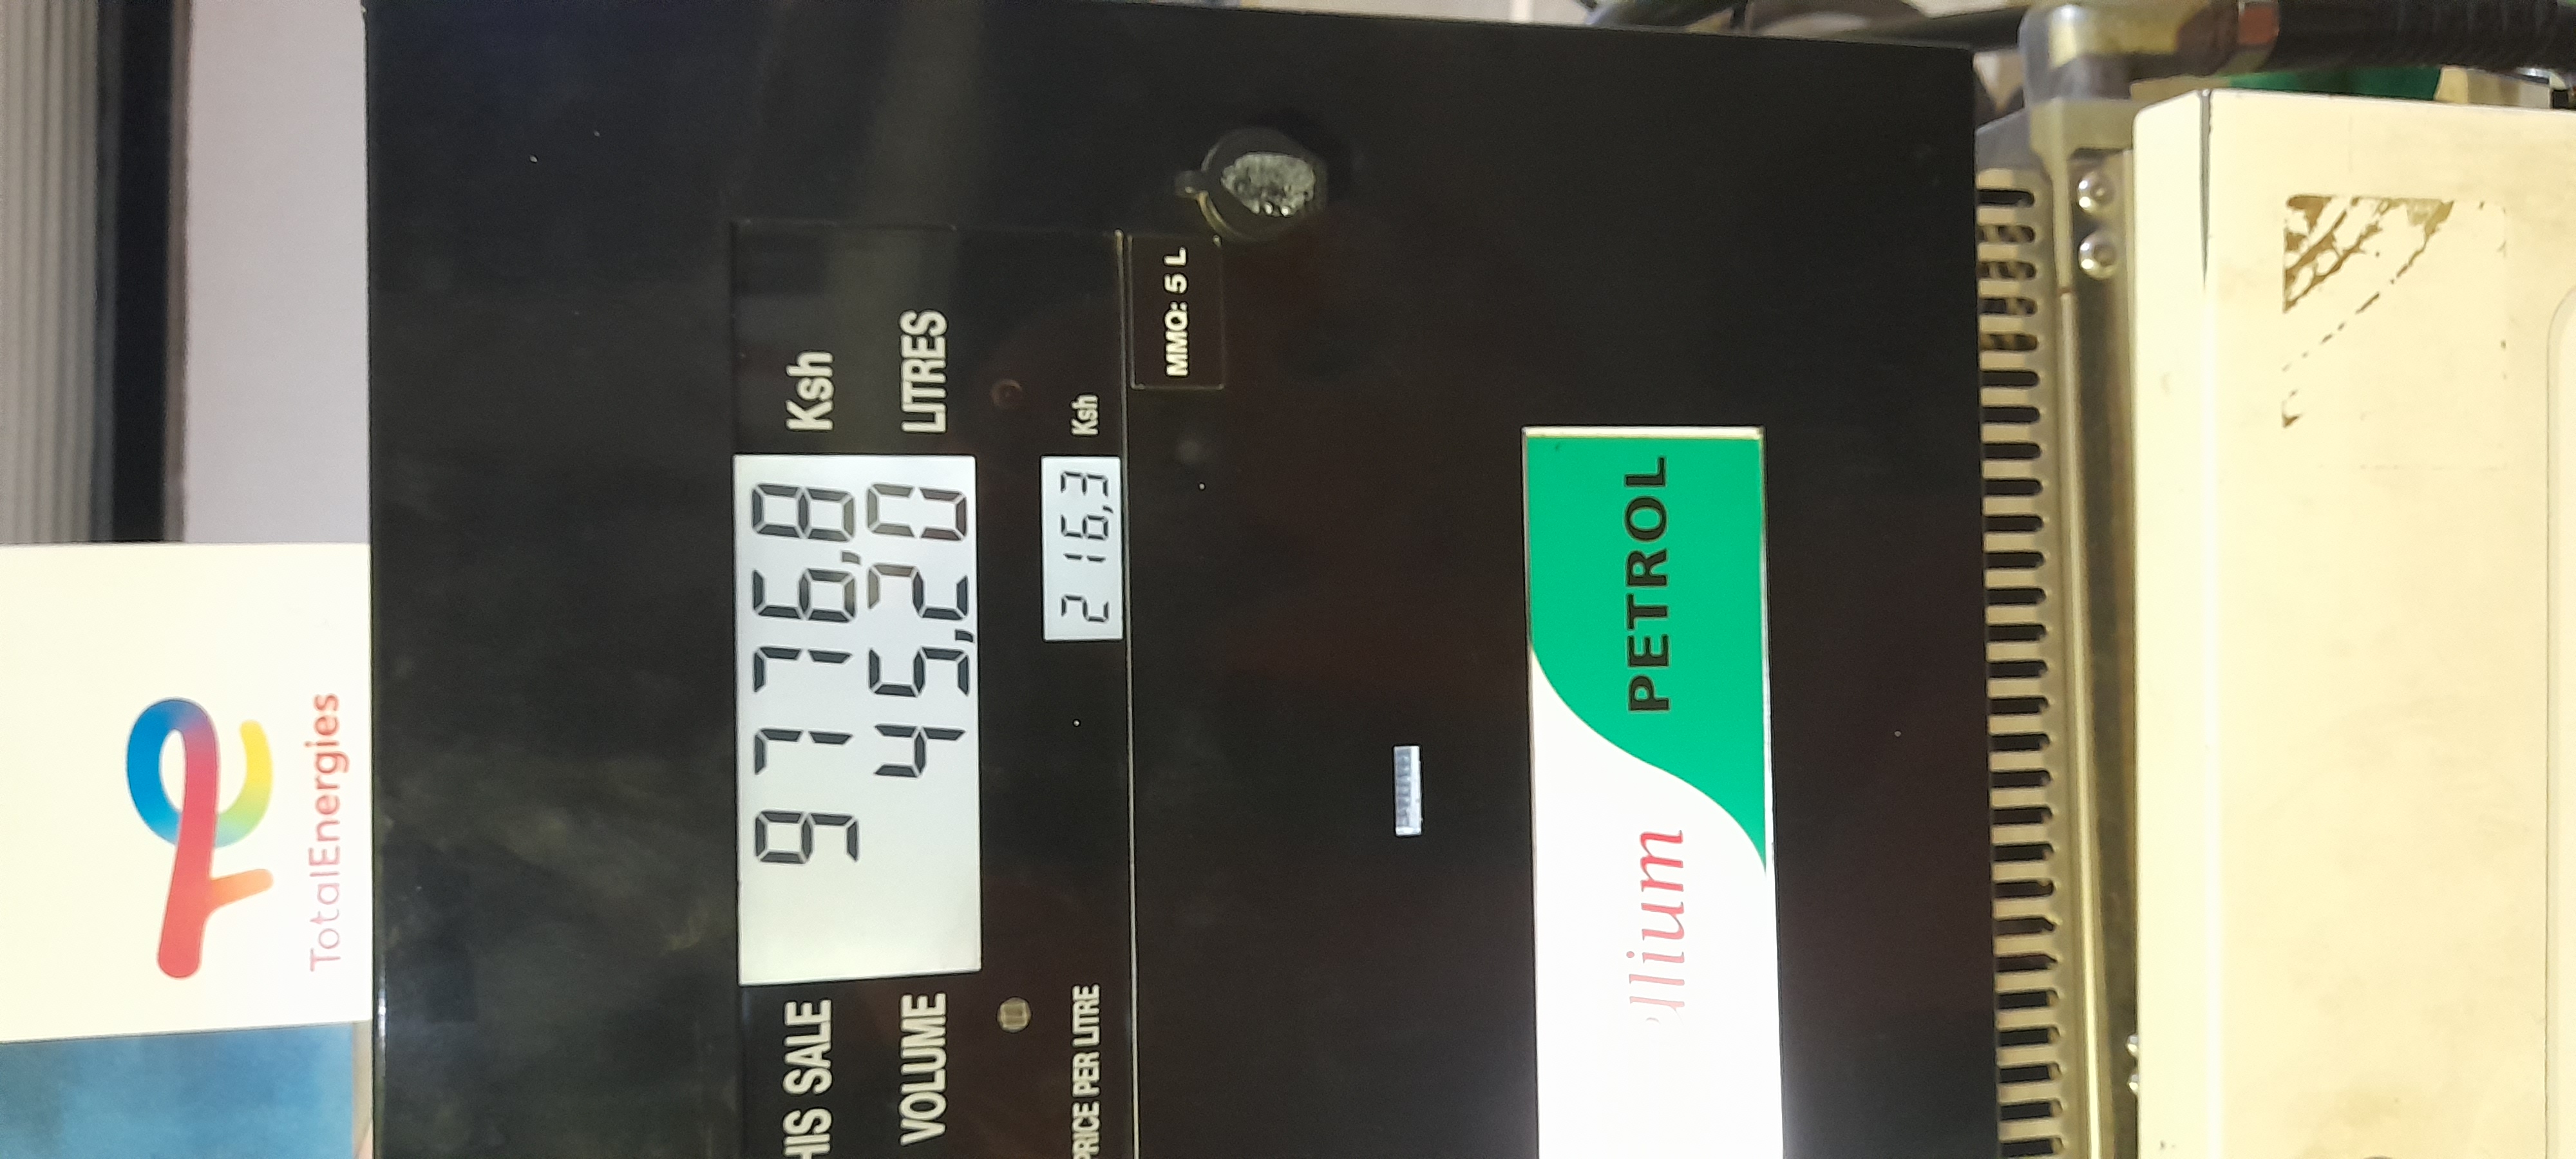 TotalEnergies
HIS SALE 9776,8 Ksh
VOLUME 45,20 LITRES
PRICE PER LITRE 216,3 Ksh
MMQ: 5 L
llium PETROL